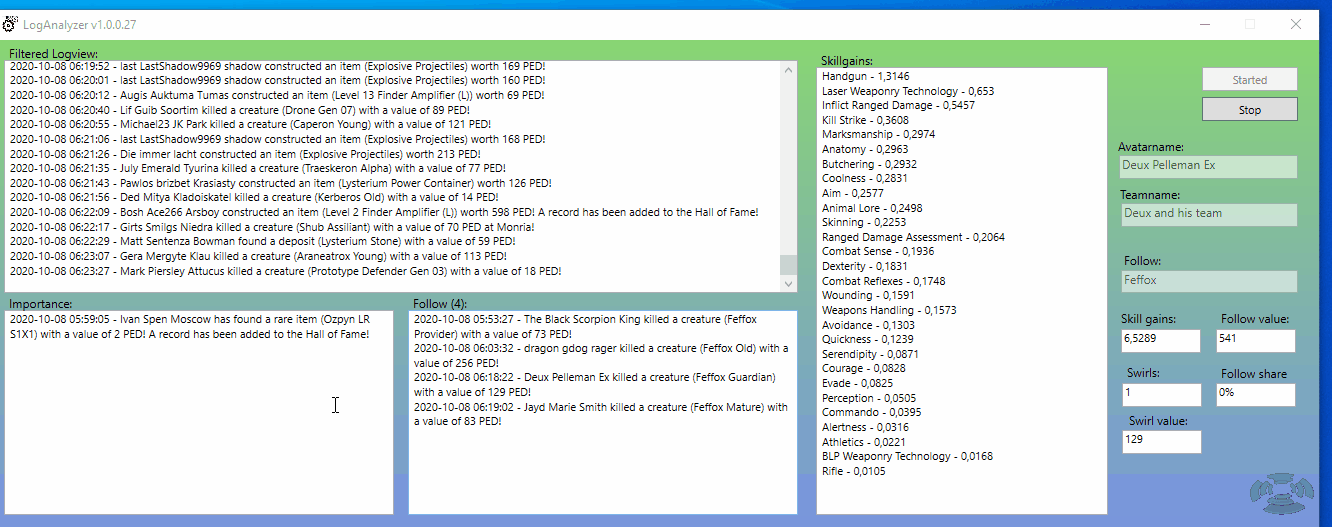 LogAnalyzer v1.0.0.27
Filtered Logview:
2020-10-08 06:19:52 - last LastShadow9969 shadow constructed an item (Explosive Projectiles) worth 169 PED!
2020-10-08 06:20:01 - last LastShadow9969 shadow constructed an item (Explosive Projectiles) worth 160 PED!
2020-10-08 06:20:12 - Augis Auktuma Tumas constructed an item (Level 13 Finder Amplifier (L)) worth 69 PED!
2020-10-08 06:20:40 - Lif Guib Soortim killed a creature (Drone Gen 07) with a value of 89 PED!
2020-10-08 06:20:55 - Michael23 JK Park killed a creature (Caperon Young) with a value of 121 PED!
2020-10-08 06:21:06 - last LastShadow9969 shadow constructed an item (Explosive Projectiles) worth 168 PED!
2020-10-08 06:21:26 - Die immer lacht constructed an item (Explosive Projectiles) worth 213 PED!
2020-10-08 06:21:35 - July Emerald Tyurina killed a creature (Traeskeron Alpha) with a value of 77 PED!
2020-10-08 06:21:43 - Pawlos brizbet Krasiasty constructed an item (Lysterium Power Container) worth 126 PED!
2020-10-08 06:21:56 - Ded Mitya Kladoiskatel killed a creature (Kerberos Old) with a value of 14 PED!
2020-10-08 06:22:09 - Bosh Ace266 Arsboy constructed an item (Level 2 Finder Amplifier (L)) worth 598 PED! A record has been added to the Hall of Fame!
2020-10-08 06:22:17 - Girts Smilgs Niedra killed a creature (Shub Assiliant) with a value of 70 PED at Monria!
2020-10-08 06:22:29 - Matt Sentenza Bowman found a deposit (Lysterium Stone) with a value of 59 PED!
2020-10-08 06:23:07 - Gera Mergyte Klau killed a creature (Araneatrox Young) with a value of 113 PED!
2020-10-08 06:23:27 - Mark Piersley Attucus killed a creature (Prototype Defender Gen 03) with a value of 18 PED!
Importance:
2020-10-08 05:59:05 - Ivan Spen Moscow has found a rare item (Ozpyn LR
S1X1) with a value of 2 PED! A record has been added to the Hall of Fame!
Follow (4):
2020-10-08 05:53:27 - The Black Scorpion King killed a creature (Feffox
Provider) with a value of 73 PED!
2020-10-08 06:03:32 - dragon gdog rager killed a creature (Feffox Old) with a
value of 256 PED!
2020-10-08 06:18:22 - Deux Pelleman Ex killed a creature (Feffox Guardian)
with a value of 129 PED!
2020-10-08 06:19:02 - Jayd Marie Smith killed a creature (Feffox Mature) with
a value of 83 PED!
Skillgains:
Handgun - 1,3146
Laser Weaponry Technology - 0,653
Inflict Ranged Damage - 0,5457
Kill Strike - 0,3608
Marksmanship - 0,2974
Anatomy - 0,2963
Butchering - 0,2932
Coolness - 0,2831
Aim - 0,2577
Animal Lore - 0,2498
Skinning - 0,2253
Ranged Damage Assessment - 0,2064
Combat Sense - 0,1936
Dexterity - 0,1831
Combat Reflexes - 0,1748
Wounding - 0,1591
Weapons Handling - 0,1573
Avoidance - 0,1303
Quickness - 0,1239
Serendipity - 0,0871
Courage - 0,0828
Evade - 0,0825
Perception - 0,0505
Commando - 0,0395
Alertness - 0,0316
Athletics - 0,0221
BLP Weaponry Technology - 0,0168
Rifle - 0,0105
Started
Stop
Avatarname:
Deux Pelleman Ex
Teamname:
Deux and his team
Follow:
Feffox
Skill gains:
6,5289
Follow value:
541
Swirls:
1
Follow share
0%
Swirl value:
129